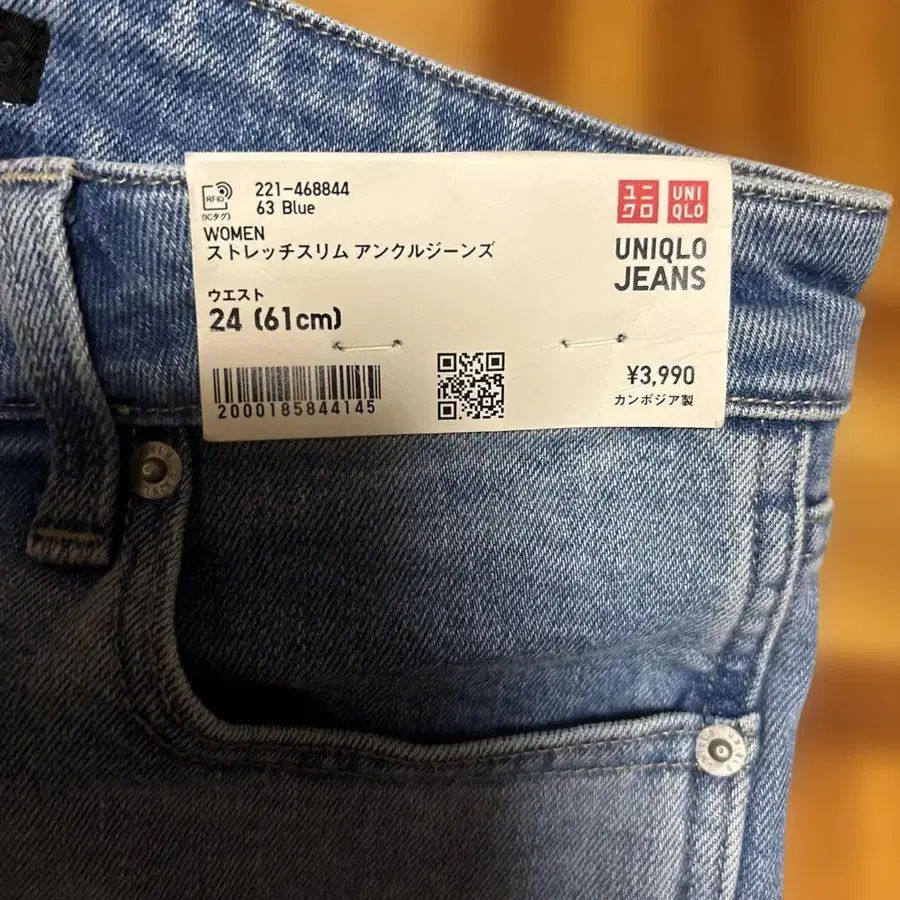 RFID
(ICタグ)
221-468844
63 Blue
WOMEN
ストレッチスリム アンクルジーンズ
ウエスト
24 (61cm)
2000185844145
ユニ
クロ
UNI
QLO
UNIQLO
JEANS
¥3,990
カンボジア製